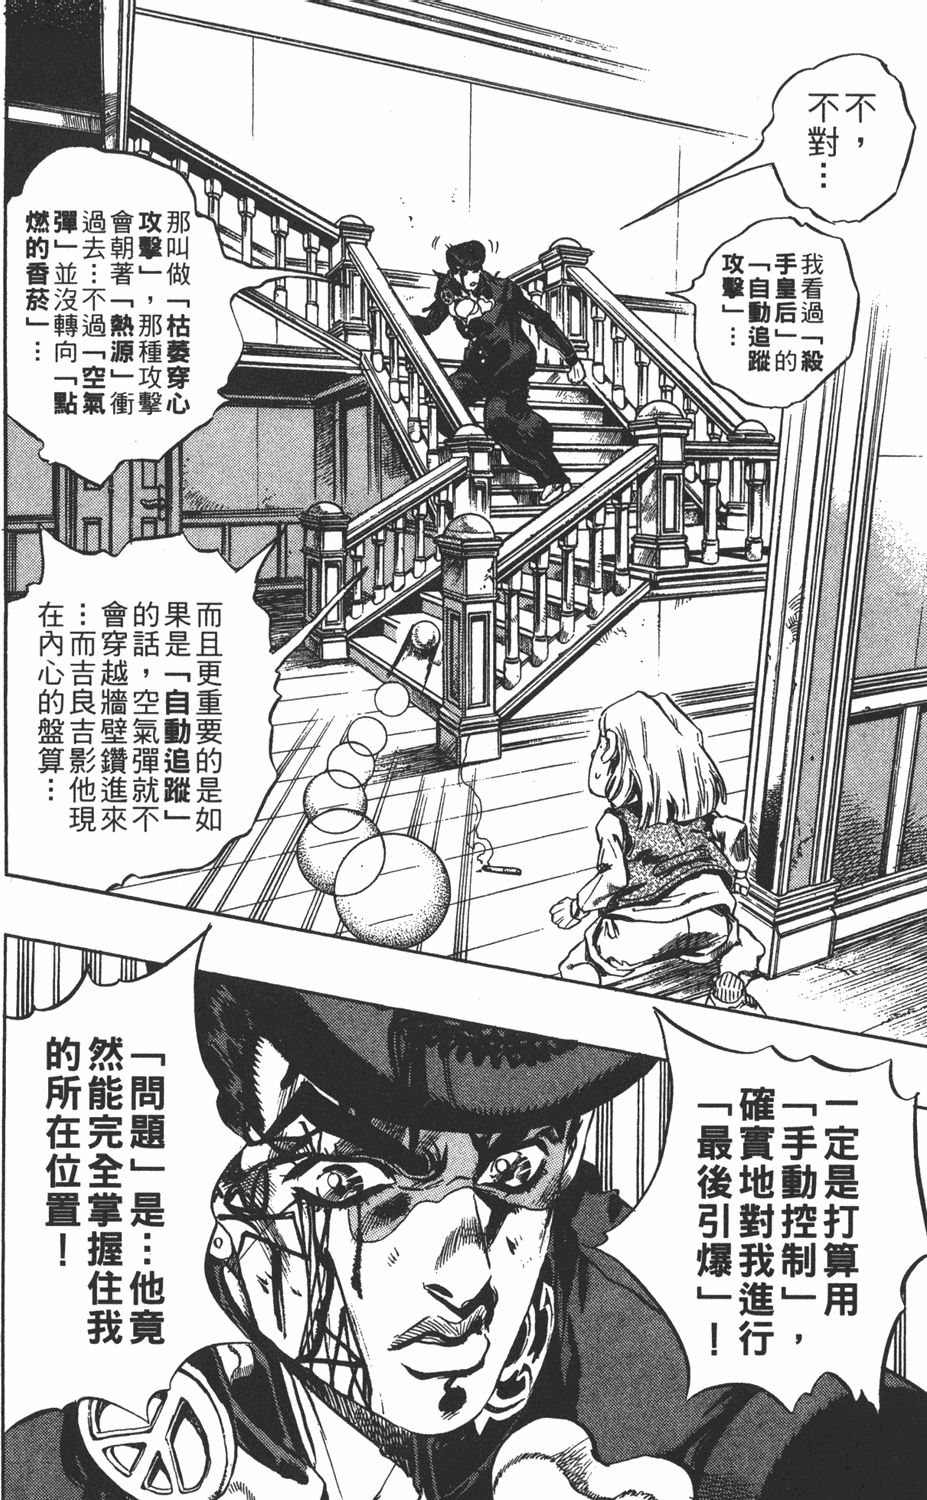 不，
不對…
我看過「殺
手皇后」的
「自動追蹤
攻擊」…
那叫做「枯萎穿心
攻擊」，那種攻擊
會朝著「熱源」衝
過去…不過「空氣
彈」並沒轉向「點
燃的香菸」…
而且更重要的是如
果是「自動追蹤」
的話，空氣彈就不
會穿越牆壁鑽進來
…而吉良吉影他現
在內心的盤算…
一定是打算用
「手動控制」，
確實地對我進行
「最後引爆」！
「問題」是…他竟
然能完全掌握住我
的所在位置！